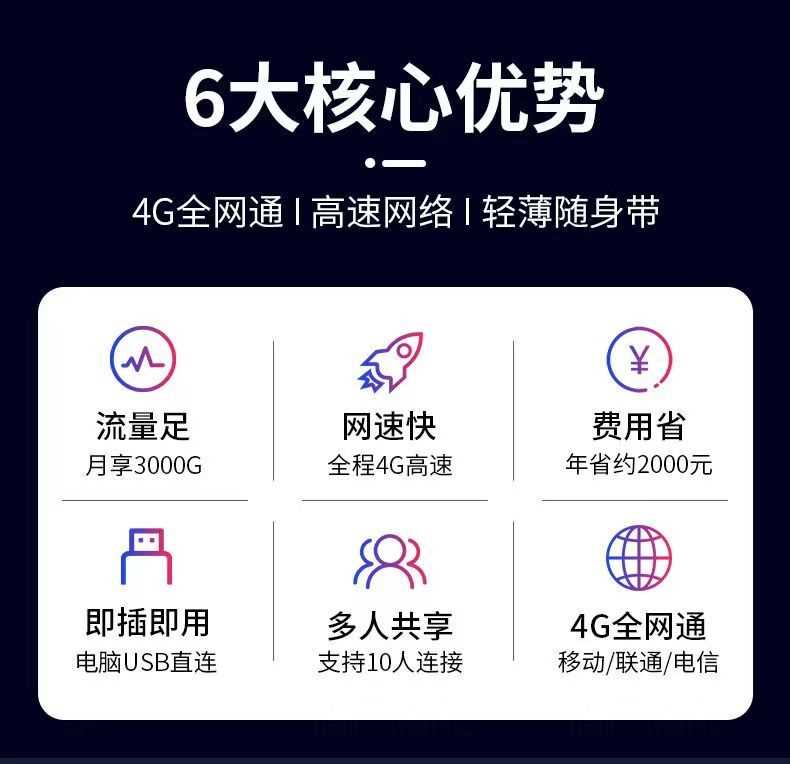 6大核心优势
4G全网通 | 高速网络 | 轻薄随身带
流量足
月享3000G
网速快
全程4G高速
¥
费用省
年省约2000元
即插即用
电脑USB直连
多人共享
支持10人连接
4G全网通
移动/联通/电信